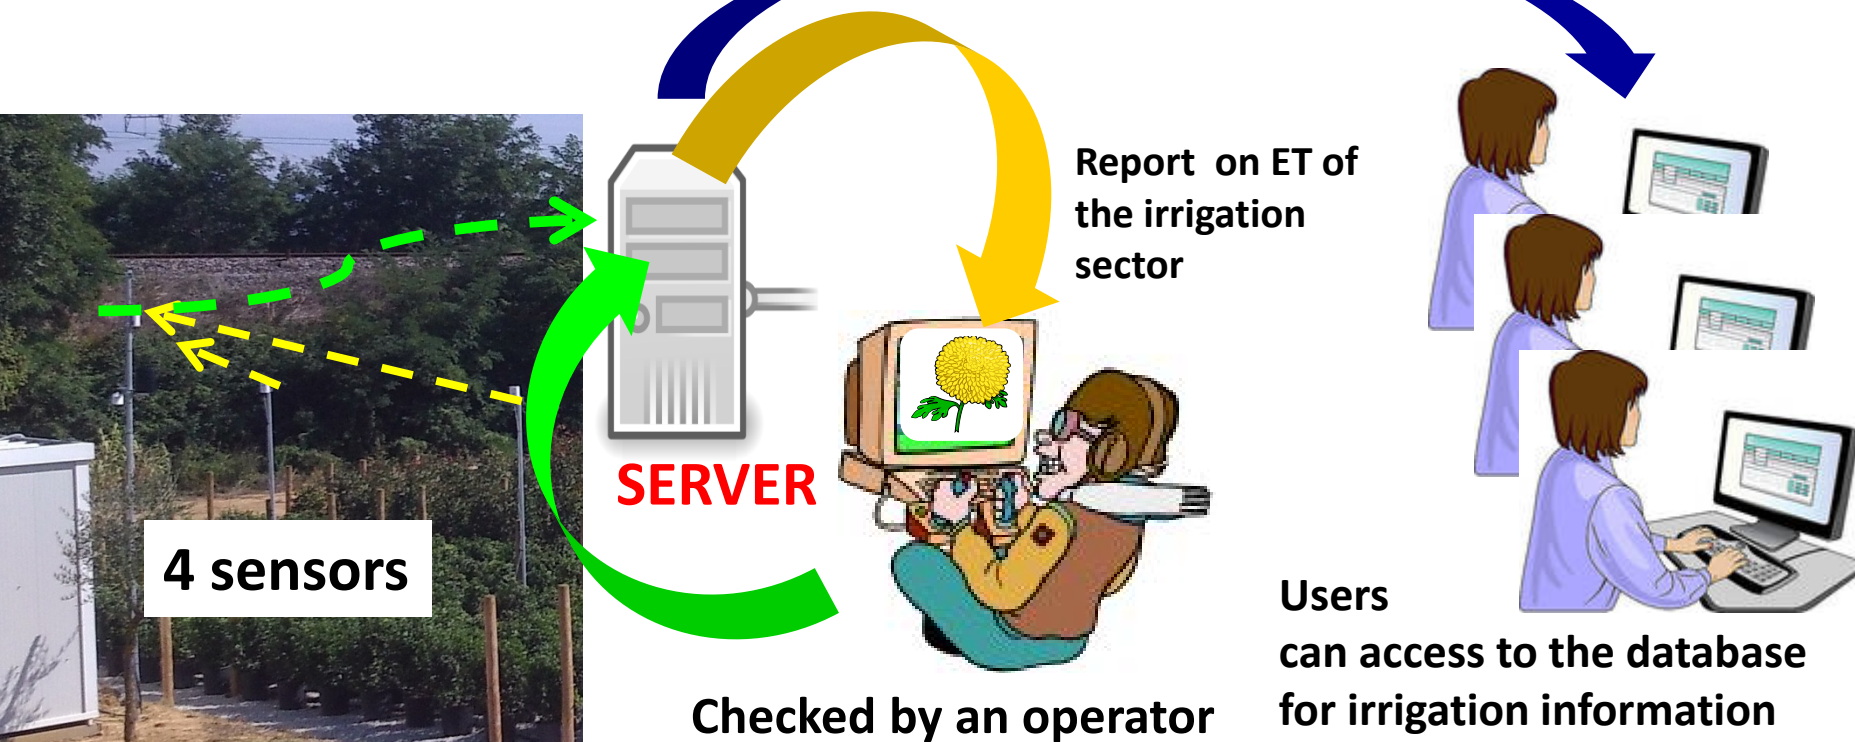 Report  on ET of
the irrigation
sector
SERVER
4 sensors
Checked by an operator
Users
can access to the database
for irrigation information